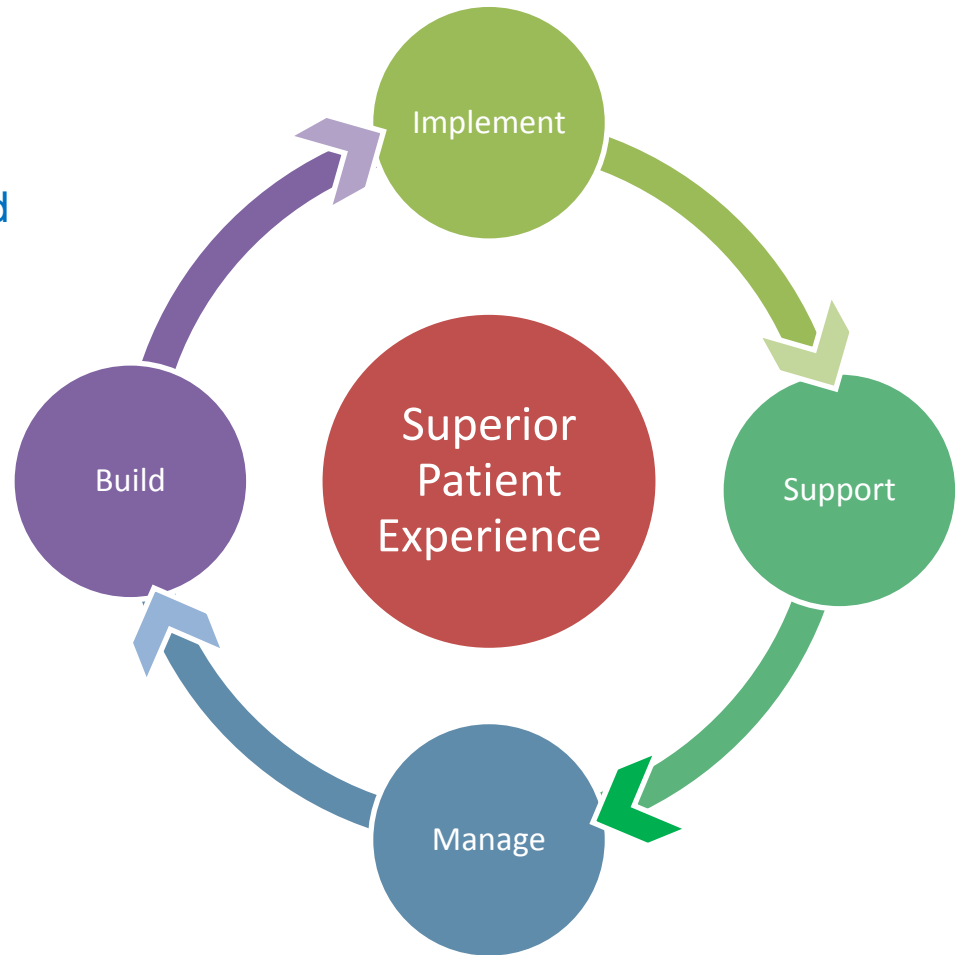 Implement
Superior
Patient
Experience
Build
Support
Manage